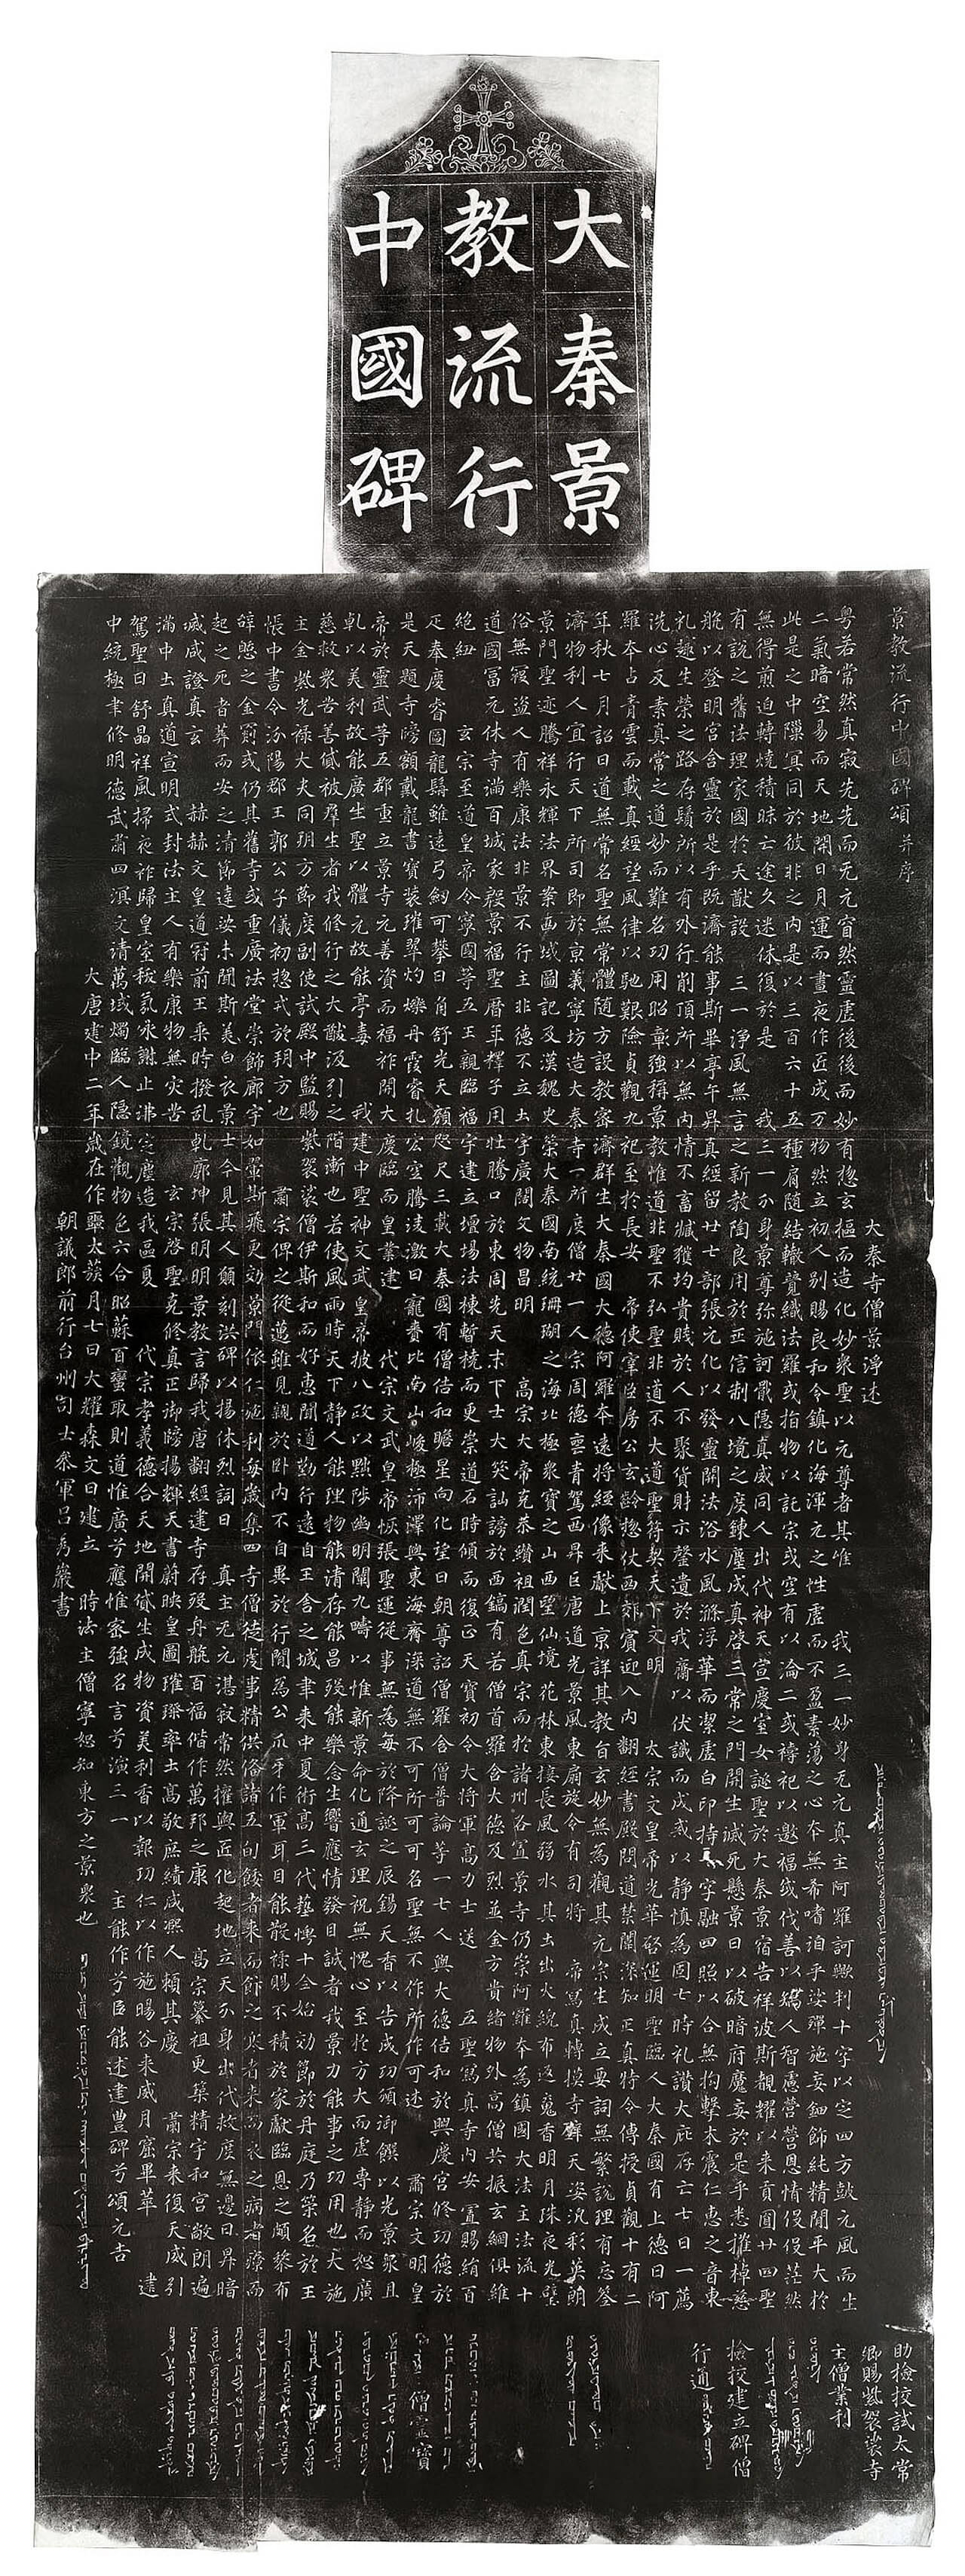 大秦景
教流行
中國碑
景教流行中國碑頌并序
大秦寺僧景淨述
粵若常然真寂先先而无元窅然靈虛後後而妙有惣玄樞而造化妙衆聖以元尊者其唯我三一妙身无元真主阿羅訶歟判十字以定四方鼓元風而生
二氣暗空易而天地開日月運而晝夜作匠成万物然立初人別賜良和令鎮化海渾元之性虛而不盈素蕩之心本無希嗜洎乎娑殫施妄鈿飾純精閒平大於
此是之中隟冥同於彼非之內是以三百六十五種肩隨結轍競織法羅或指物以託宗或空有以淪二或禱祀以邀福或伐善以矯人智慮營營恩情役役茫然
無得煎迫轉燒積昧亡途久迷休復於是我三一分身景尊弥施訶戢隱真威同人出代神天宣慶室女誕聖於大秦景宿告祥波斯覩耀以来貢圓廿四聖
有說之舊法理家國於大猷設三一淨風無言之新教陶良用於正信制八境之度鍊塵成真啓三常之門開生滅死懸景日以破暗府魔妄於是乎悉摧棹慈
航以登明宮含靈於是乎既濟能事斯畢亭午昇真經留廿七部張元化以發靈關法浴水風滌浮華而潔虛白印持十字融四照以合無拘擊木震仁惠之音東
礼趣生榮之路存鬚所以有外行削頂所以無內情不畜臧獲均貴賤於人不聚貨財示罄遺於我齋以伏識而成戒以靜慎為固七時礼讚大庇存亡七日一薦
洗心反素真常之道妙而難名功用昭彰強稱景教惟道非聖不弘聖非道不大道聖符契天下文明太宗文皇帝光華啓運明聖臨人大秦國有上德曰阿
羅本占青雲而載真經望風律以馳艱險貞觀九祀至於長安帝使宰臣房公玄齡惣仗西郊賓迎入內翻經書殿問道禁闈深知正真特令傳授貞觀十有二
年秋七月詔曰道無常名聖無常體隨方設教密濟群生大秦國大德阿羅本遠將經像来獻上京詳其教旨玄妙無為觀其元宗生成立要詞無繁說理有忘筌
濟物利人宜行天下所司即於京義寧坊造大秦寺一所度僧廿一人宗周德喪青駕西昇巨唐道光景風東扇旋令有司將帝寫真轉摸寺壁天姿汎彩英朗
景門聖迹騰祥永輝法界案西域圖記及漢魏史策大秦國南統珊瑚之海北極衆寶之山西望仙境花林東接長風弱水其土出火綄布返魂香明月珠夜光璧
俗無寇盜人有樂康法非景不行主非德不立土宇廣闊文物昌明高宗大帝克恭纘祖潤色真宗而於諸州各置景寺仍崇阿羅本為鎮國大法主法流十
道國富元休寺滿百城家殷景福聖曆年釋子用壯騰口於東周先天末下士大笑訕謗於西鎬有若僧首羅含大德及烈並金方貴緒物外高僧共振玄網俱維
絕紐玄宗至道皇帝令寧國等五王親臨福宇建立壇場法棟暫橈而更崇道石時傾而復正天寶初令大將軍高力士送五聖寫真寺內安置賜絹百
疋奉慶睿圖龍髯雖遠弓劒可攀日角舒光天顏咫尺三載大秦國有僧佶和瞻星向化望日朝尊詔僧羅含僧普論等一七人與大德佶和於興慶宮修功德於
是天題寺牓額戴龍書寶裝璀翠灼爍丹霞睿扎宏空騰淩激日寵賚比南山峻極沛澤與東海齊深道無不可所可可名聖無不作所作可述肅宗文明皇
帝於靈武等五郡重立景寺元善資而福祚開大慶臨而皇業建代宗文武皇帝恢張聖運從事無為每於降誕之辰錫天香以告成功頒御饌以光景衆且
乹以美利故能廣生聖以體元故能亭毒我建中聖神文武皇帝披八政以黜陟幽明闡九疇以惟新景命化通玄理祝無愧心至於方大而虛專靜而恕廣
慈救衆苦善貸被群生者我修行之大猷汲引之階漸也若使風雨時天下靜人能理物能清存能昌歿能樂念生響應情發目誠者我景力能事之功用也大施
主金紫光祿大夫同朔方節度副使試殿中監賜紫袈裟僧伊斯和而好惠聞道勤行遠自王舍之城聿来中夏術高三代藝博十全始効節於丹庭乃策名於王
帳中書令汾陽郡王郭公子儀初惣戎於朔方也肅宗俾之從邁雖見親於臥內不自異於行間為公爪牙作軍耳目能散祿賜不積於家獻臨恩之頗黎布
辭憩之金罽或仍其舊寺或重廣法堂崇飾廊宇如翬斯飛更効景門依仁施利每歲集四寺僧徒虔事精供備諸五旬餧者来而飰之寒者来而衣之病者療而
起之死者葬而安之清節達娑未聞斯美白衣景士今見其人願刻洪碑以揚休烈詞曰真主无元湛寂常然權輿匠化起地立天分身出代救度無邊日昇暗
滅咸證真玄赫赫文皇道冠前王乘時撥乱乹廓坤張明明景教言歸我唐翻經建寺存歿舟航百福偕作萬邦之康高宗纂祖更築精宇和宮敞朗遍
滿中土真道宣明式封法主人有樂康物無灾苦玄宗啓聖克修真正御牓揚輝天書蔚映皇圖璀璨率土高敬庶績咸熙人賴其慶肅宗来復天威引
駕聖日舒晶祥風掃夜祚歸皇室祅氛永謝止沸定塵造我區夏代宗孝義德合天地開貸生成物資美利香以報功仁以作施暘谷来威月窟畢萃建
中統極聿修明德武肅四溟文清萬域燭臨人隱鏡觀物色六合昭蘇百蠻取則道惟廣兮應惟密強名言兮演三一主能作兮臣能述建豊碑兮頌元吉
大唐建中二年歲在作噩太蔟月七日大耀森文日建立時法主僧寧恕知東方之景衆也
朝議郎前行台州司士叅軍吕秀巖書
助撿挍試太常
卿賜紫袈裟寺
主僧業利
撿挍建立碑僧
行通
僧靈寶